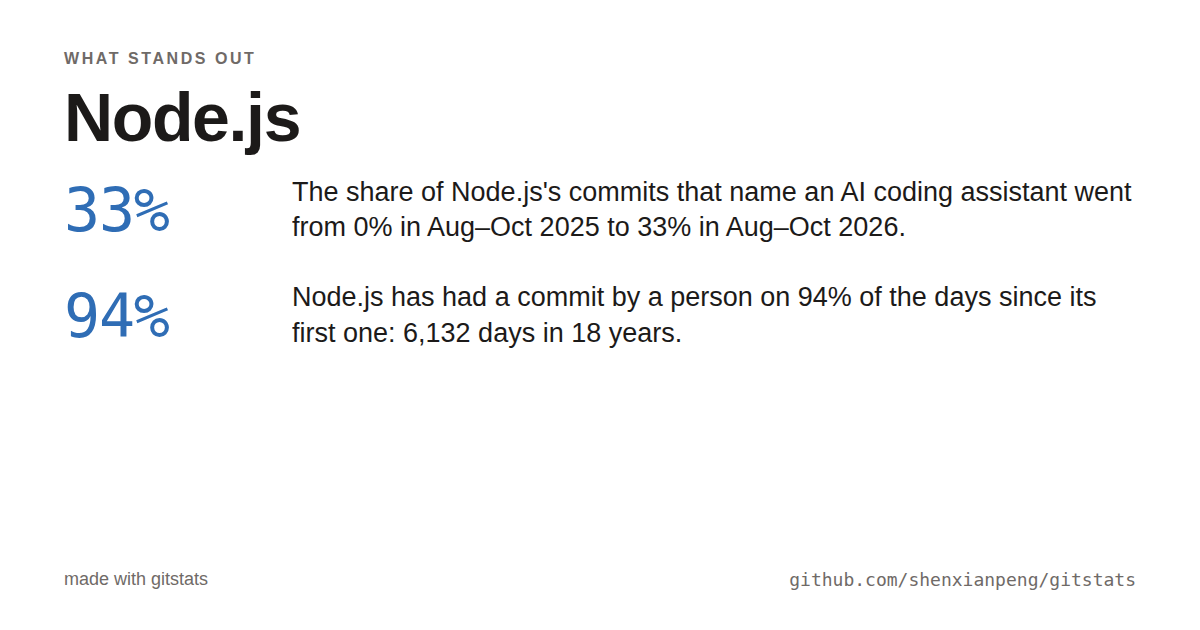 WHAT STANDS OUT
Node.js
33%
The share of Node.js's commits that name an AI coding assistant went
from 0% in Aug–Oct 2025 to 33% in Aug–Oct 2026.
94%
Node.js has had a commit by a person on 94% of the days since its
first one: 6,132 days in 18 years.
made with gitstats
github.com/shenxianpeng/gitstats